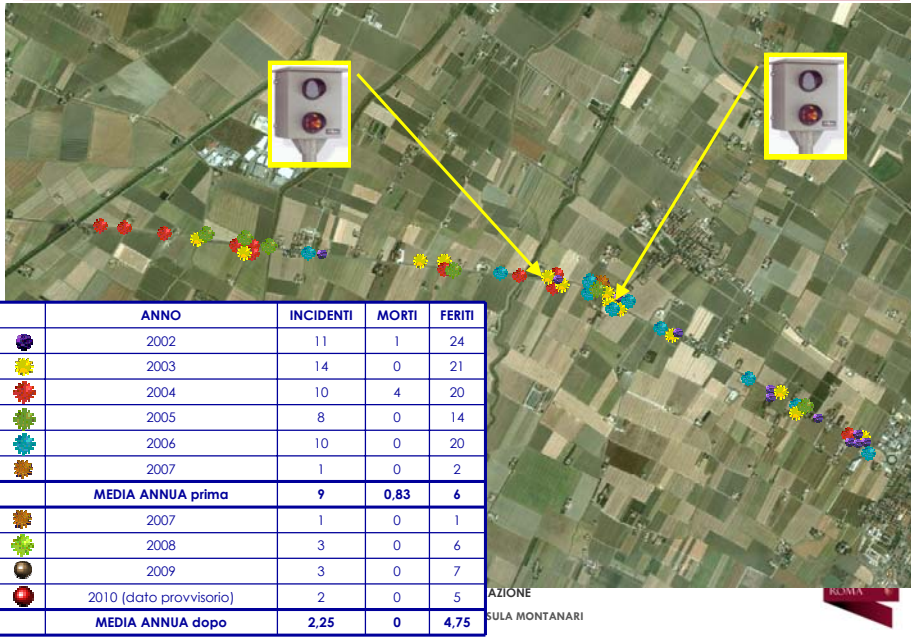 ANNO INCIDENTI MORTI FERITI
2002 11 1 24
2003 14 0 21
2004 10 4 20
2005 8 0 14
2006 10 0 20
2007 1 0 2
MEDIA ANNUA prima 9 0,83 6
2007 1 0 1
2008 3 0 6
2009 3 0 7
2010 (dato provvisorio) 2 0 5
MEDIA ANNUA dopo 2,25 0 4,75
AZIONE
SULA MONTANARI
ROMA